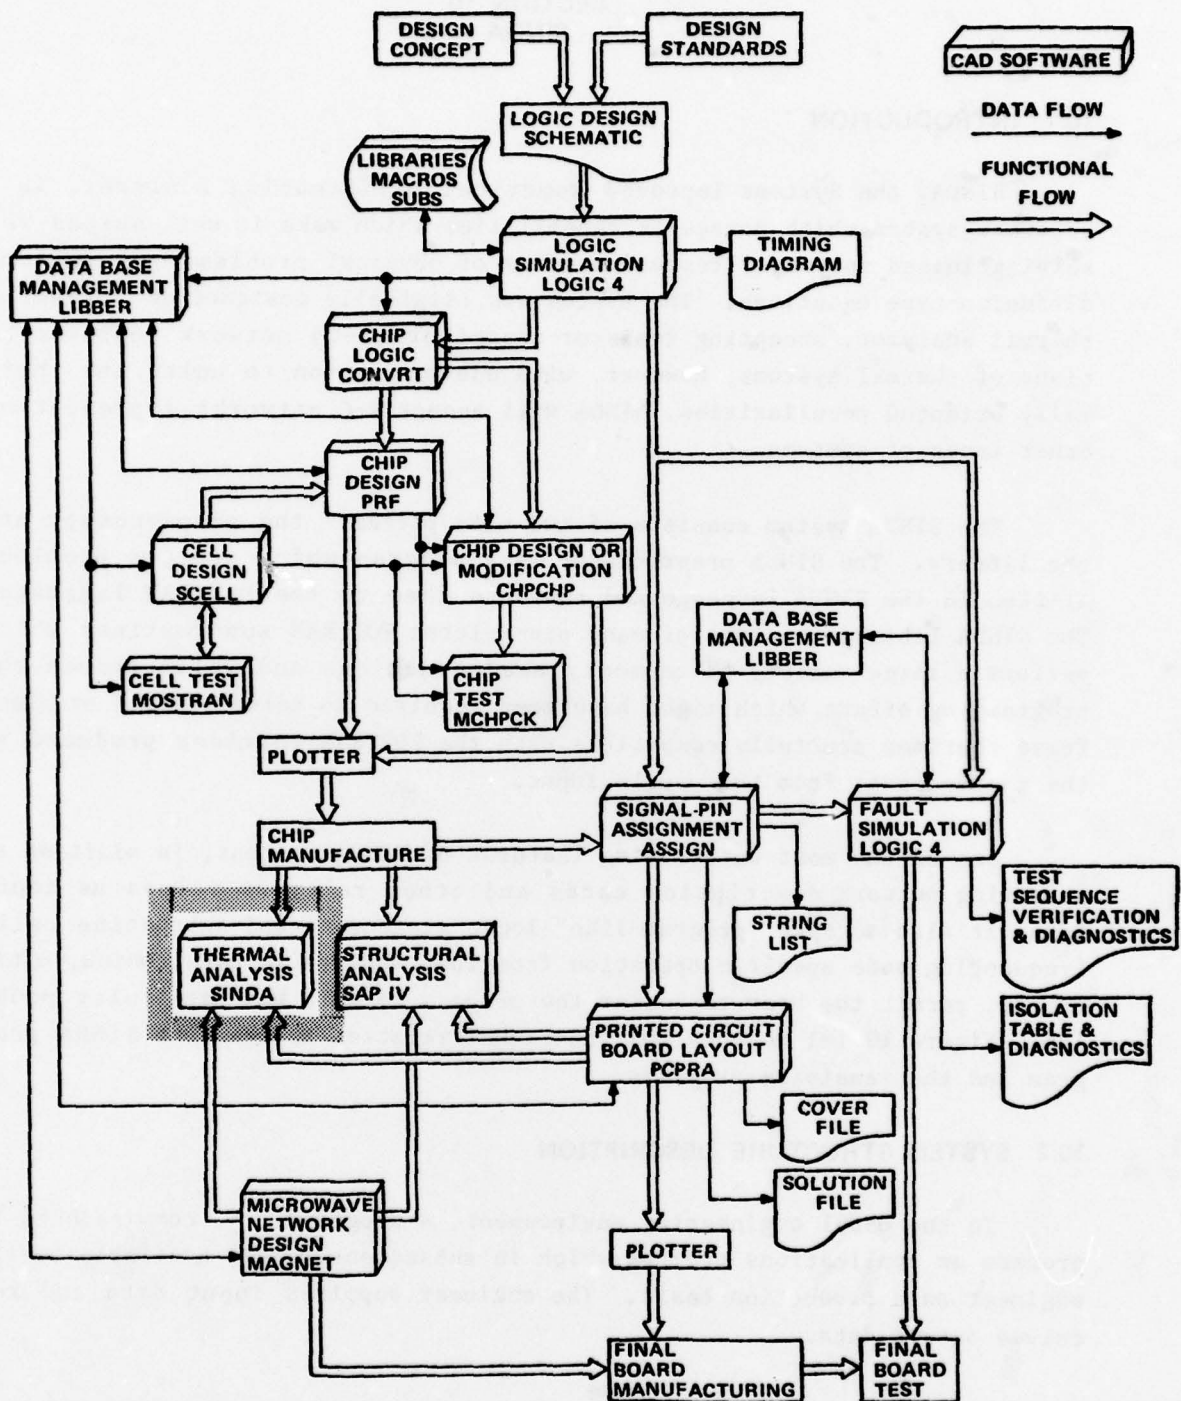 DESIGN
CONCEPT
DESIGN
STANDARDS
CAD SOFTWARE
DATA FLOW
FUNCTIONAL
FLOW
LOGIC DESIGN
SCHEMATIC
LIBRARIES
MACROS
SUBS
LOGIC
SIMULATION
LOGIC 4
TIMING
DIAGRAM
DATA BASE
MANAGEMENT
LIBBER
CHIP
LOGIC
CONVRT
CHIP
DESIGN
PRF
CELL
DESIGN
SCELL
CHIP DESIGN OR
MODIFICATION
CHPCHP
DATA BASE
MANAGEMENT
LIBBER
CELL TEST
MOSTRAN
CHIP
TEST
MCHPCK
PLOTTER
CHIP
MANUFACTURE
SIGNAL-PIN
ASSIGNMENT
ASSIGN
FAULT
SIMULATION
LOGIC 4
TEST
SEQUENCE
VERIFICATION
& DIAGNOSTICS
STRING
LIST
THERMAL
ANALYSIS
SINDA
STRUCTURAL
ANALYSIS
SAP IV
PRINTED CIRCUIT
BOARD LAYOUT
PCPRA
ISOLATION
TABLE &
DIAGNOSTICS
COVER
FILE
SOLUTION
FILE
MICROWAVE
NETWORK
DESIGN
MAGNET
PLOTTER
FINAL
BOARD
MANUFACTURING
FINAL
BOARD
TEST